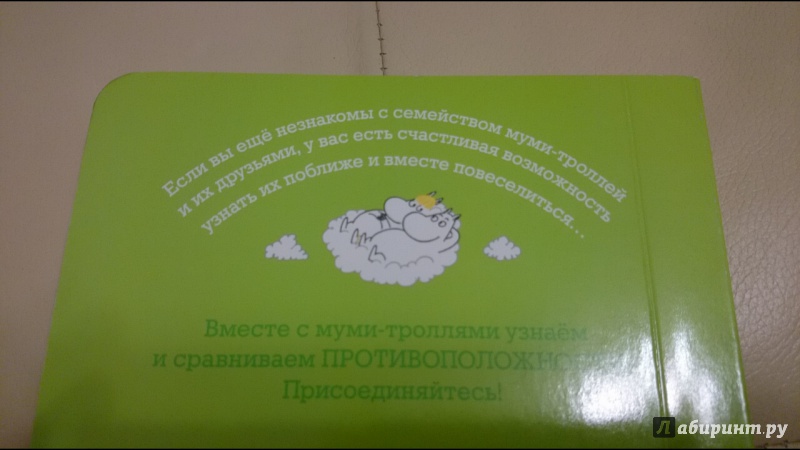 Если вы ещё незнакомы с семейством муми-троллей
и их друзьями, у вас есть счастливая возможность
узнать их поближе и вместе повеселиться...
Вместе с муми-троллями узнаём
и сравниваем
Присоединяйтесь!
Лабиринт.ру